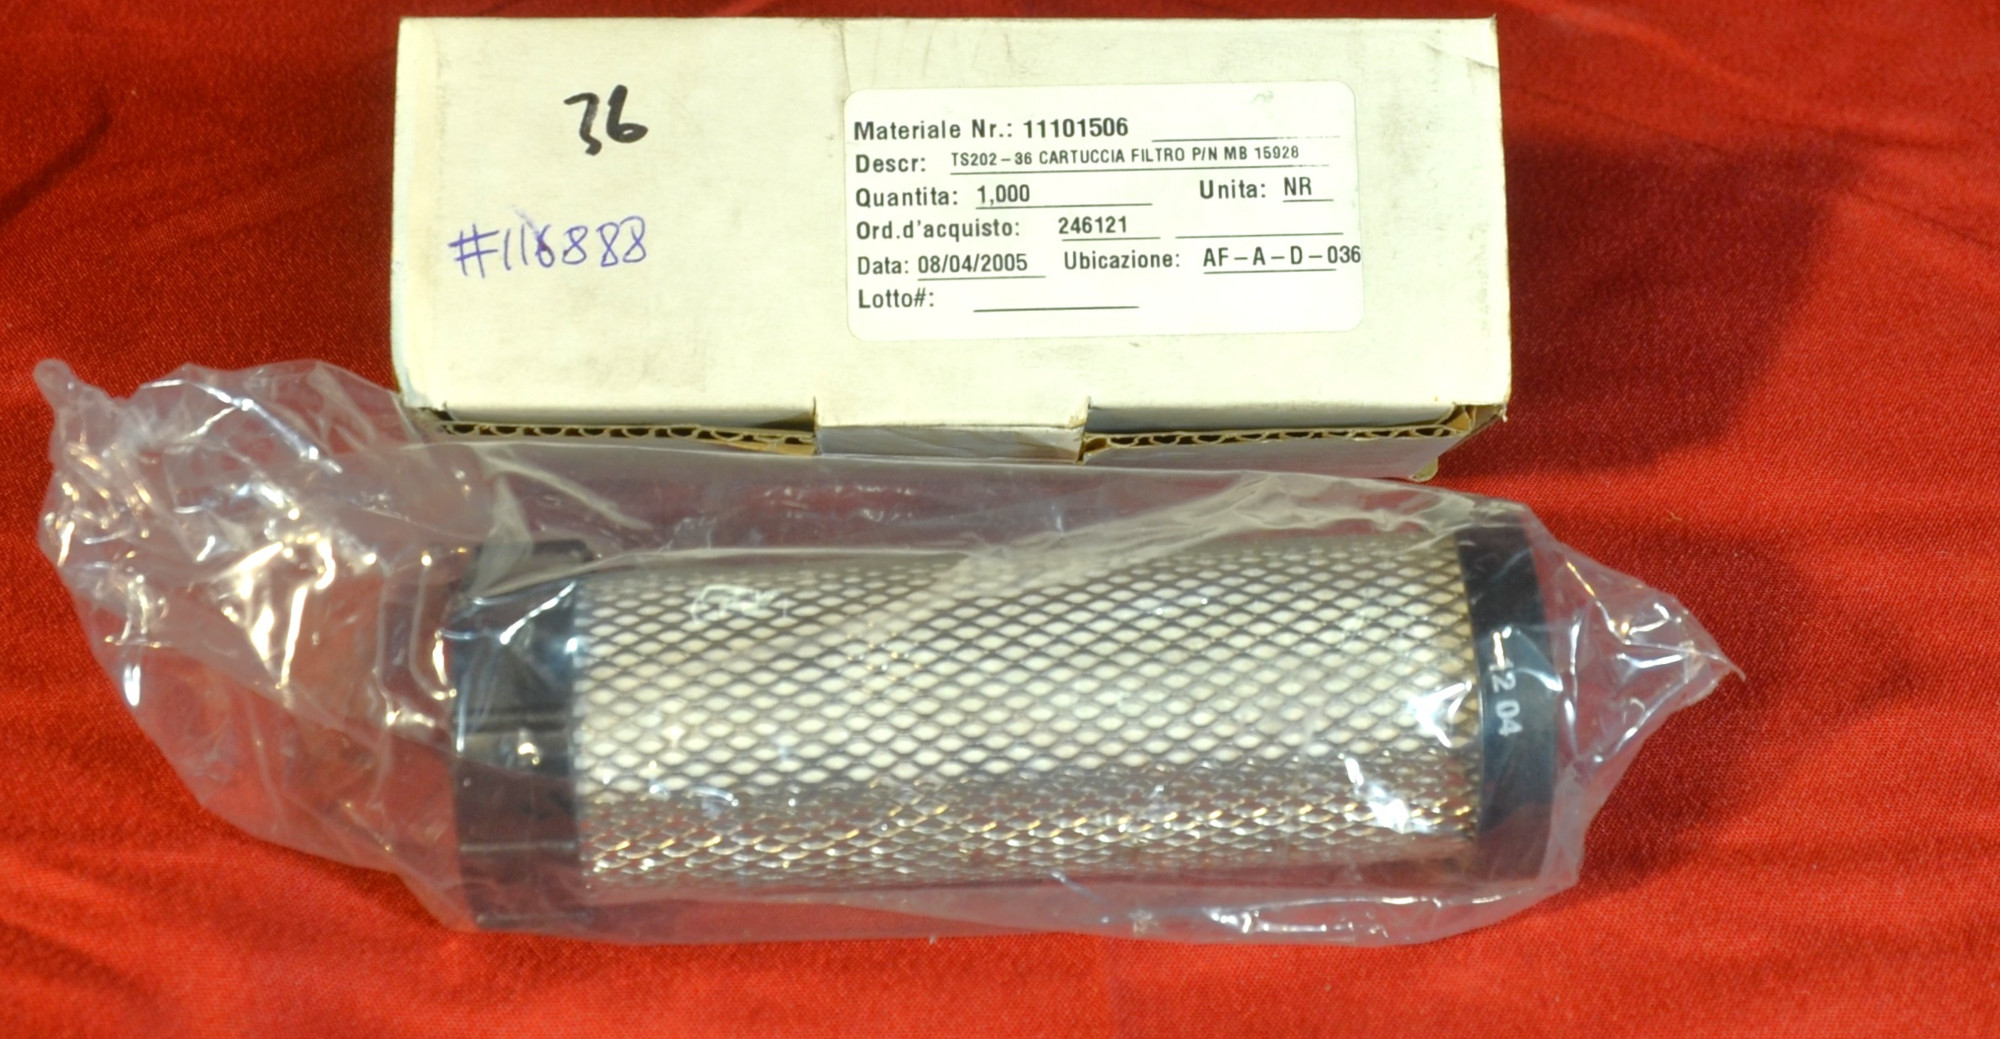 36
#116888
Materiale Nr.: 11101506
Descr: TS202-36 CARTUCCIA FILTRO P/N MB 15928
Quantita: 1,000 Unita: NR
Ord.d'acquisto: 246121
Data: 08/04/2005 Ubicazione: AF-A-D-036
Lotto#:
12 04